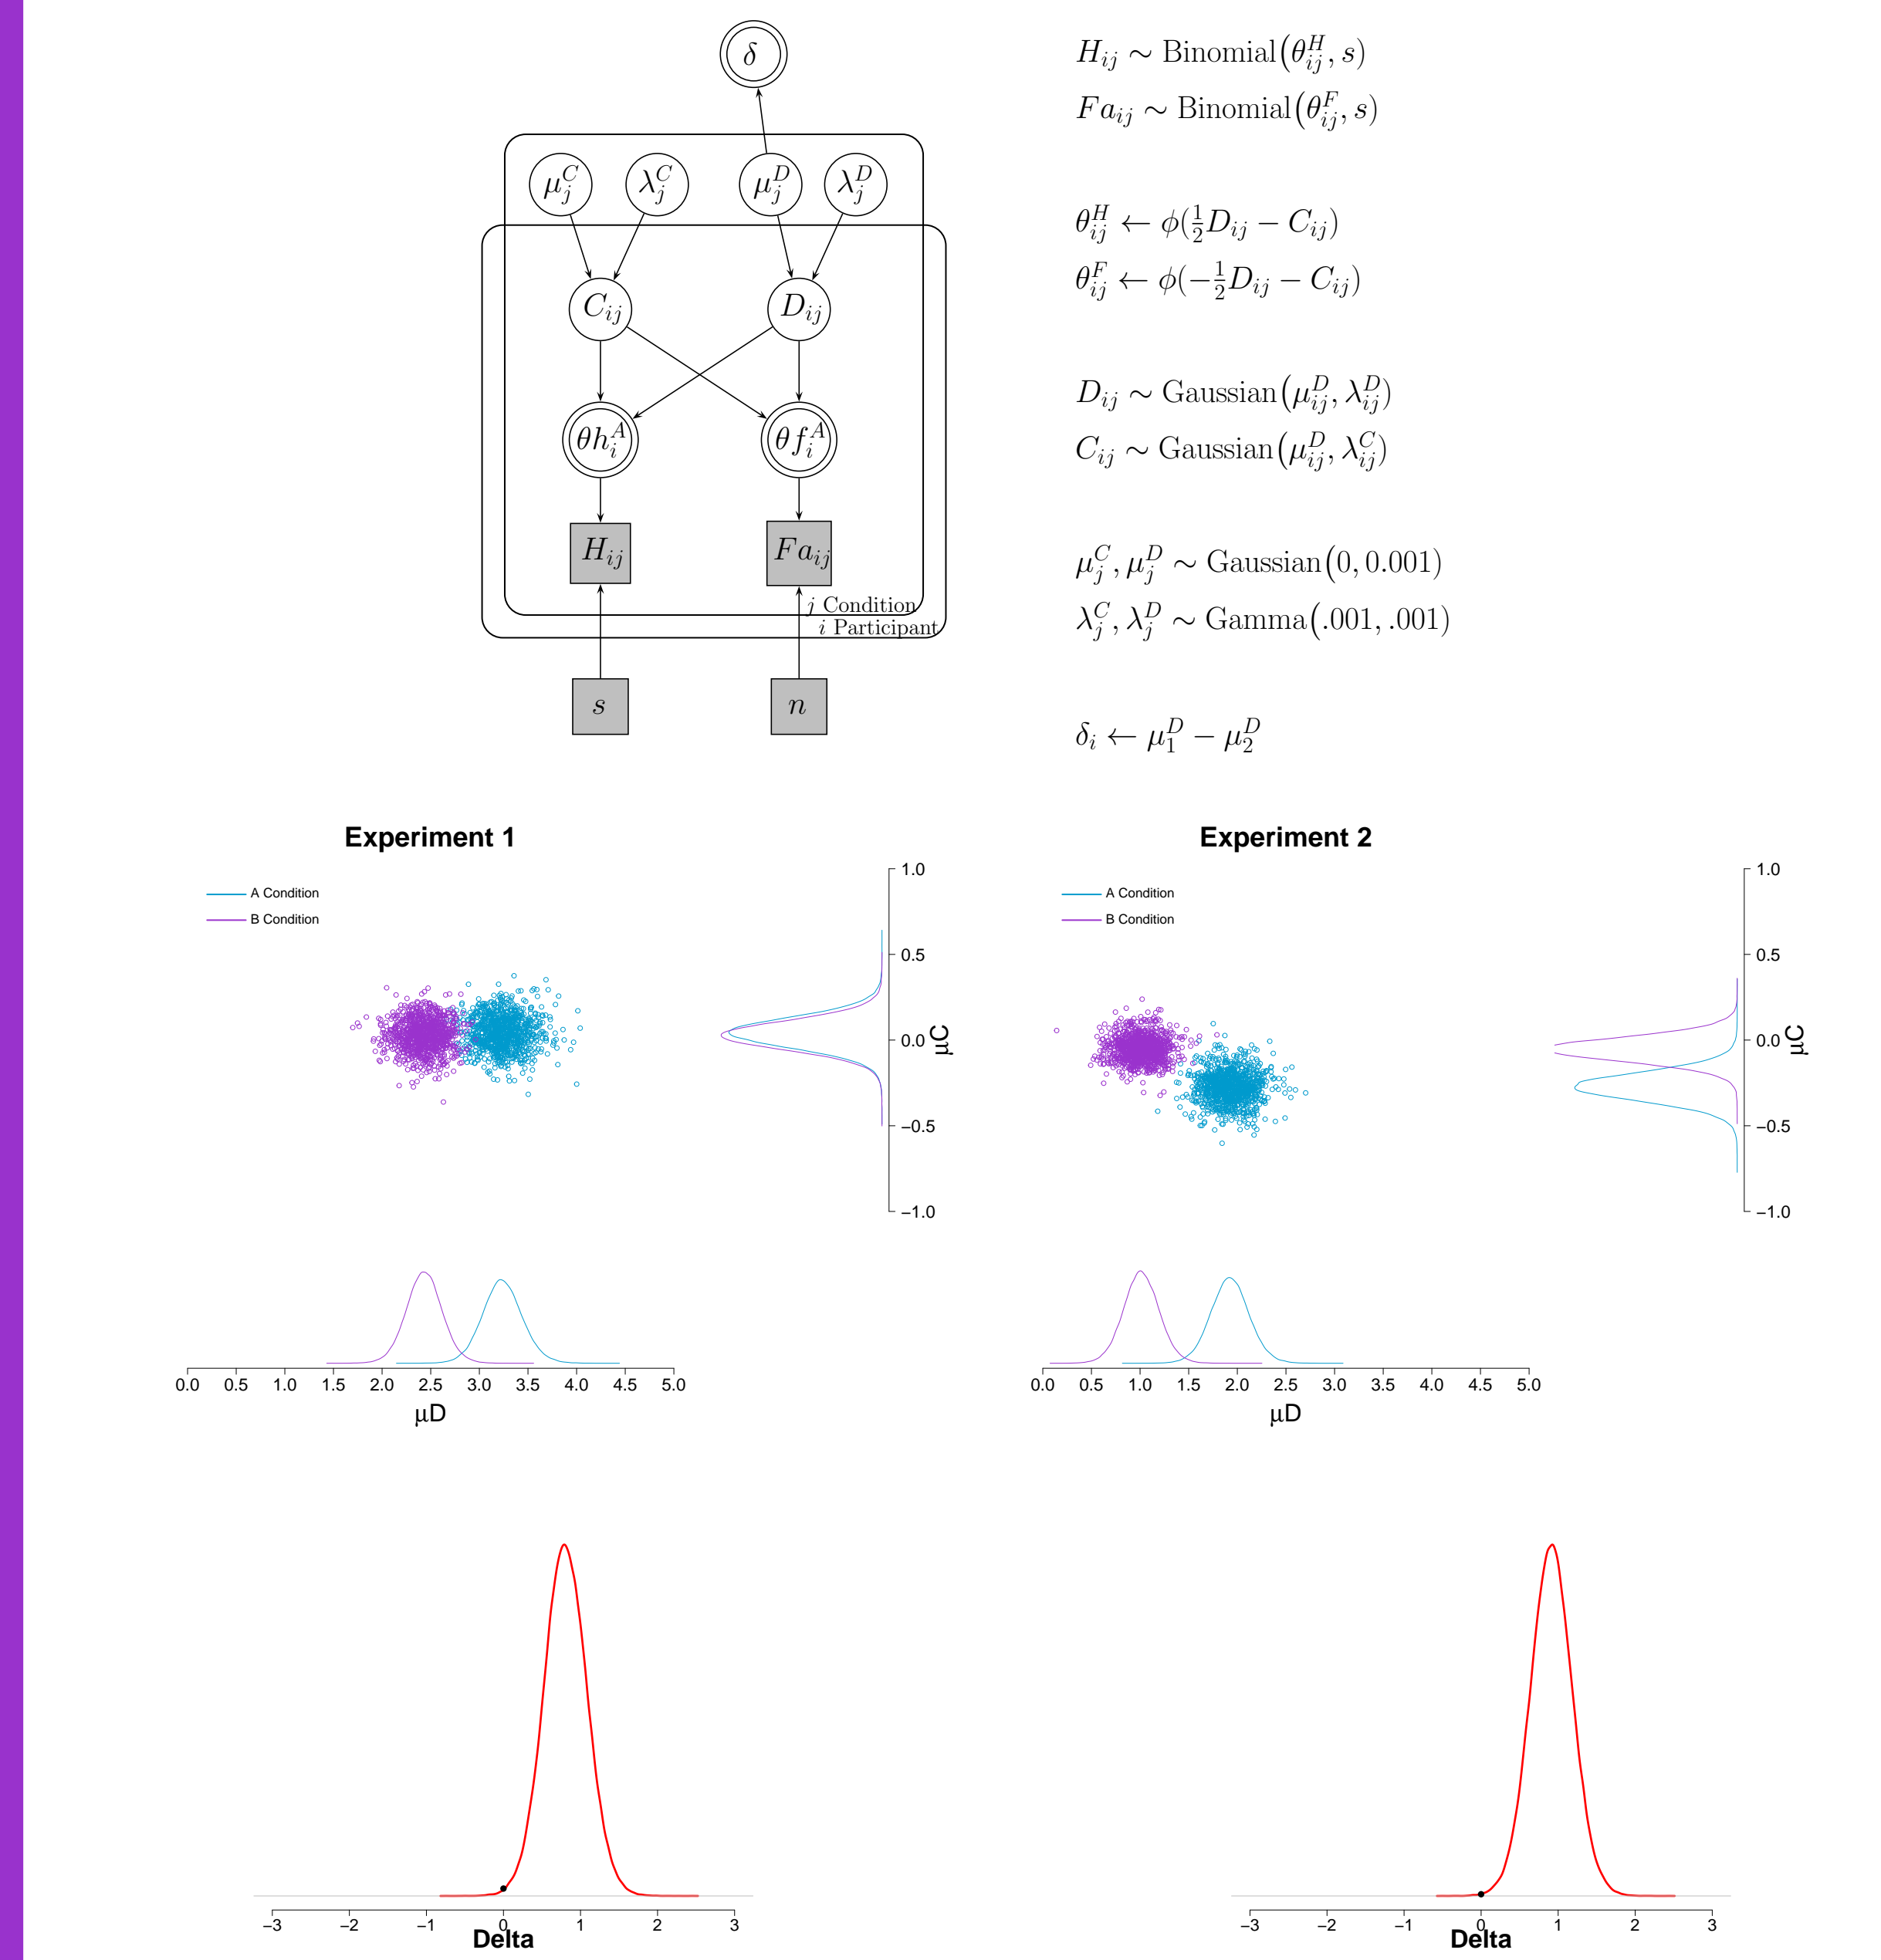 δ
μ_j^C λ_j^C μ_j^D λ_j^D
C_ij D_ij
θh_i^A θf_i^A
H_ij Fa_ij
j Condition
i Participant
s n
H_ij ∼ Binomial(θ_ij^H, s)
Fa_ij ∼ Binomial(θ_ij^F, s)
θ_ij^H ← ϕ(½D_ij − C_ij)
θ_ij^F ← ϕ(−½D_ij − C_ij)
D_ij ∼ Gaussian(μ_ij^D, λ_ij^D)
C_ij ∼ Gaussian(μ_ij^D, λ_ij^C)
μ_j^C, μ_j^D ∼ Gaussian(0, 0.001)
λ_j^C, λ_j^D ∼ Gamma(.001, .001)
δ_i ← μ_1^D − μ_2^D
Experiment 1
A Condition
B Condition
1.0
0.5
0.0
−0.5
−1.0
μC
0.0 0.5 1.0 1.5 2.0 2.5 3.0 3.5 4.0 4.5 5.0
μD
Experiment 2
A Condition
B Condition
1.0
0.5
0.0
−0.5
−1.0
μC
0.0 0.5 1.0 1.5 2.0 2.5 3.0 3.5 4.0 4.5 5.0
μD
−3 −2 −1 0 1 2 3
Delta
−3 −2 −1 0 1 2 3
Delta